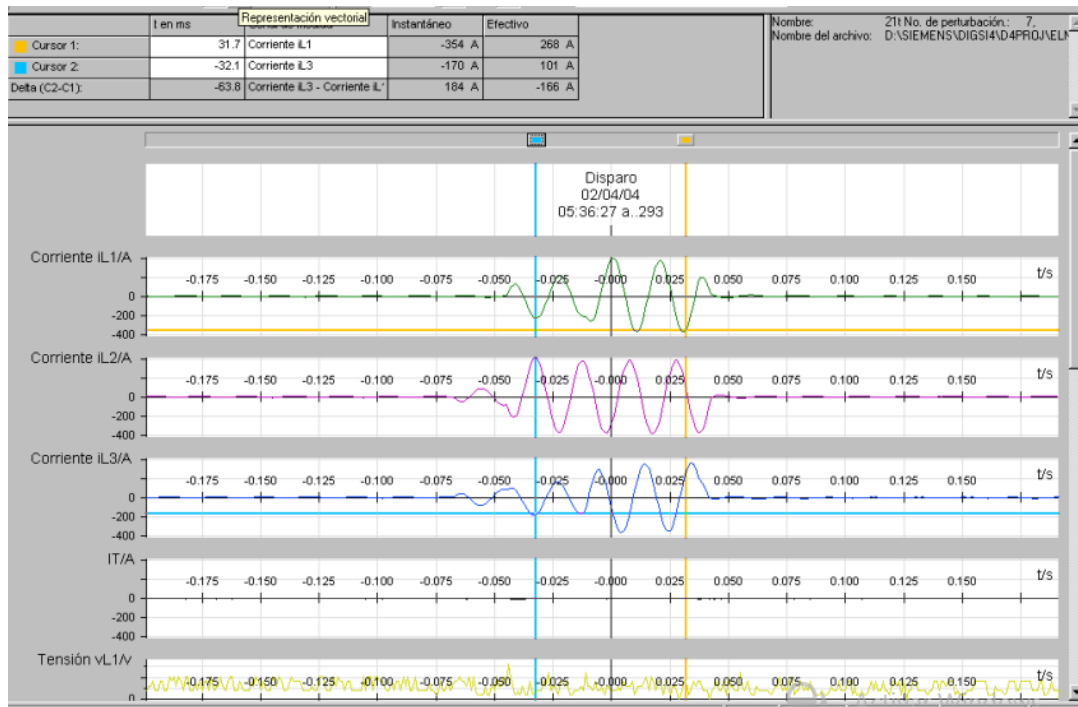 Representación vectorial
t en ms Instantáneo Efectivo
Cursor 1: 31.7 Corriente iL1 -354 A 268 A
Cursor 2: -32.1 Corriente iL3 -170 A 101 A
Delta (C2-C1): -63.8 Corriente iL3 - Corriente iL' 184 A -166 A
Nombre: 21t No. de perturbación.: 7,
Nombre del archivo: D:\SIEMENS\DIGSI4\D4PROJ\ELN
Disparo
02/04/04
05:36:27 a..293
Corriente iL1/A
-0.175 -0.150 -0.125 -0.100 -0.075 -0.050 -0.025 -0.000 0.025 0.050 0.075 0.100 0.125 0.150 t/s
0
-200
-400
Corriente iL2/A
-0.175 -0.150 -0.125 -0.100 -0.075 -0.050 -0.025 -0.000 0.025 0.050 0.075 0.100 0.125 0.150 t/s
0
-200
-400
Corriente iL3/A
-0.175 -0.150 -0.125 -0.100 -0.075 -0.050 -0.025 -0.000 0.025 0.050 0.075 0.100 0.125 0.150 t/s
0
-200
-400
IT/A
-0.175 -0.150 -0.125 -0.100 -0.075 -0.050 -0.025 -0.000 0.025 0.050 0.075 0.100 0.125 0.150 t/s
0
-200
-400
Tensión vL1/v
-0.175 -0.150 -0.125 -0.100 -0.075 -0.050 -0.025 -0.000 0.025 0.050 0.075 0.100 0.125 0.150 t/s
0